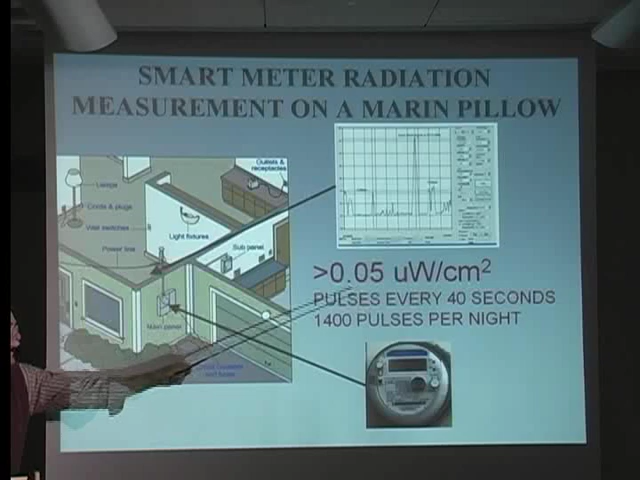 SMART METER RADIATION
MEASUREMENT ON A MARIN PILLOW
Outlets &
receptacles
Lamps
Cords & plugs
Wall switches
Light fixtures
Sub panel
Power line
Main panel
>0.05 uW/cm²
PULSES EVERY 40 SECONDS
1400 PULSES PER NIGHT